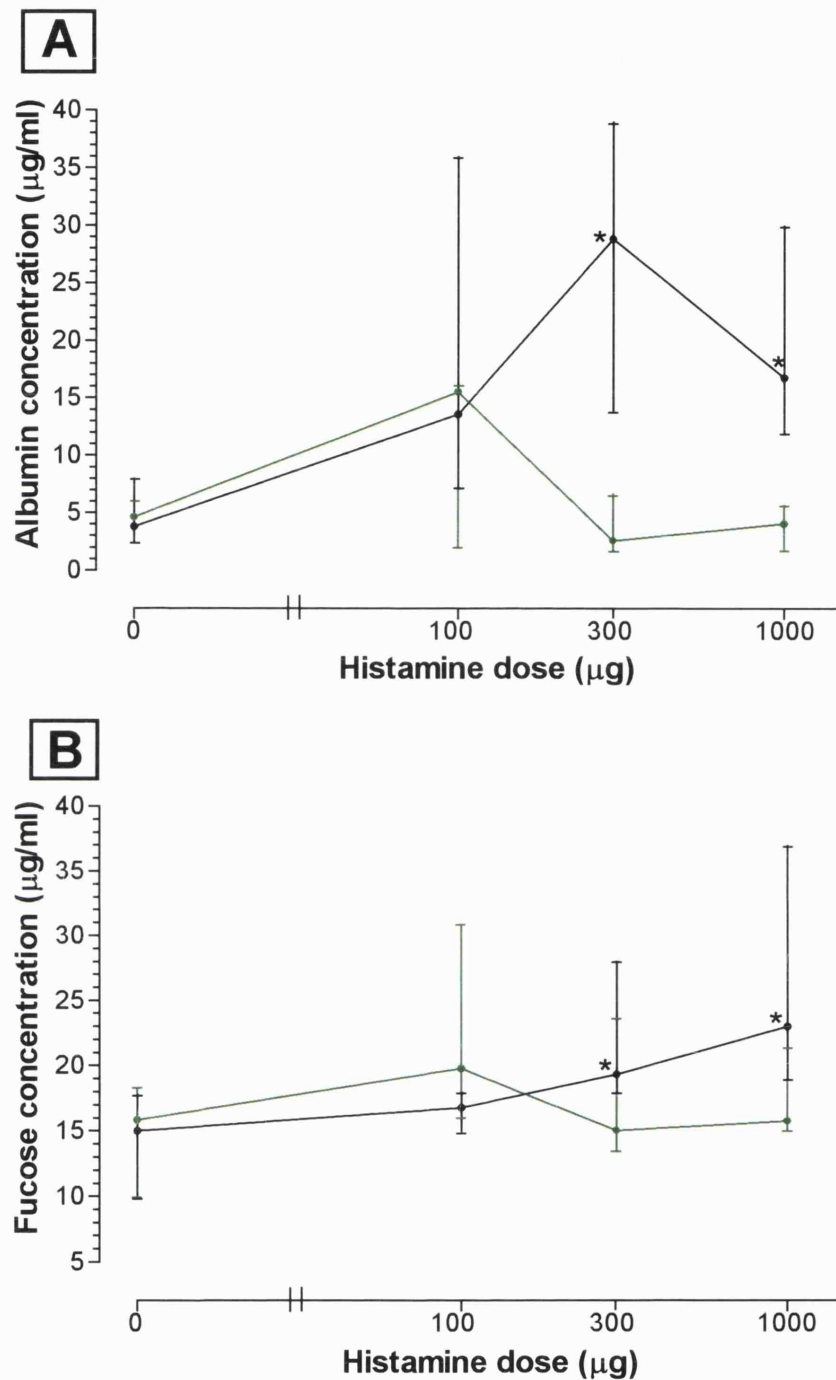 A
Albumin concentration (μg/ml)
40
35
30
25
20
15
10
5
0
*
*
0 100 300 1000
Histamine dose (μg)
B
Fucose concentration (μg/ml)
40
35
30
25
20
15
10
5
*
*
0 100 300 1000
Histamine dose (μg)